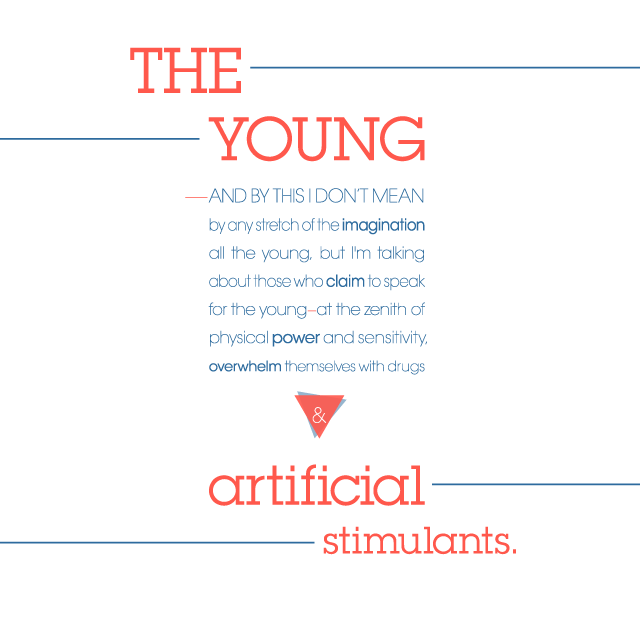 THE
YOUNG
—AND BY THIS I DON'T MEAN
by any stretch of the imagination
all the young, but I'm talking
about those who claim to speak
for the young–at the zenith of
physical power and sensitivity,
overwhelm themselves with drugs
&
artificial
stimulants.